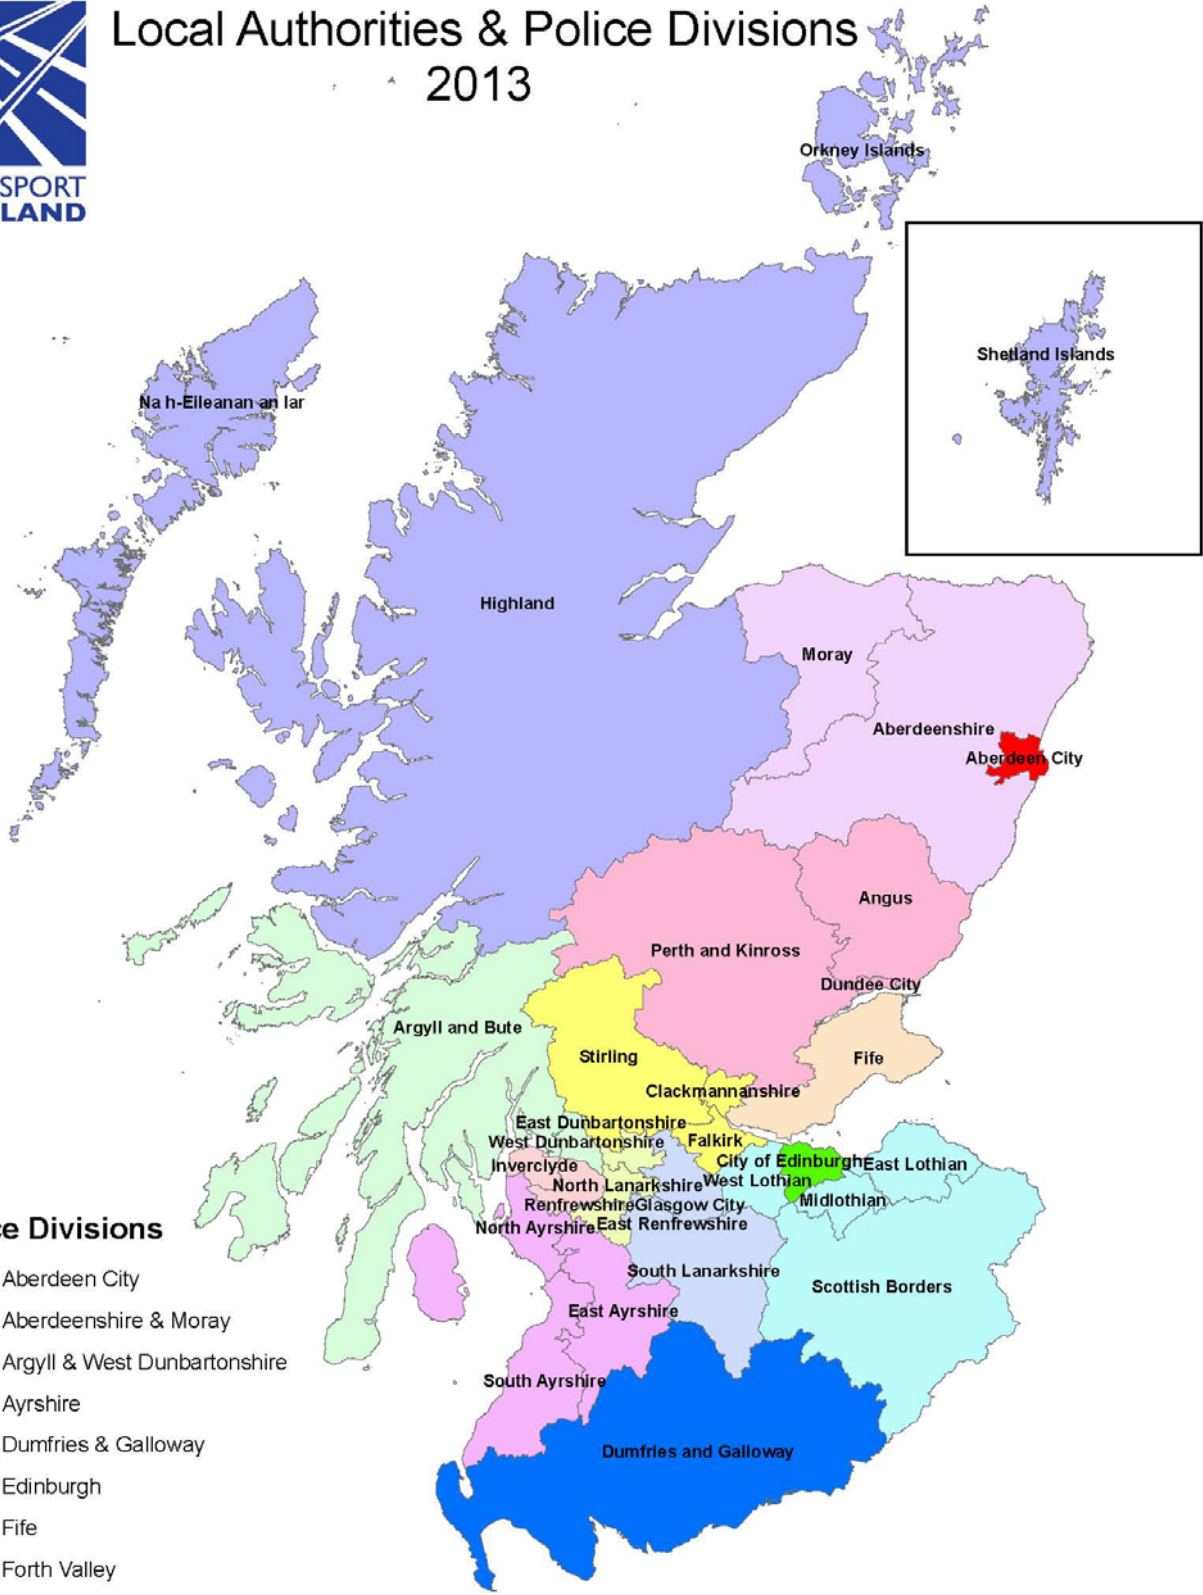 Local Authorities & Police Divisions
2013
SPORT
LAND
Orkney Islands
Shetland Islands
Na h-Eileanan an Iar
Highland
Moray
Aberdeenshire
Aberdeen City
Angus
Perth and Kinross
Dundee City
Argyll and Bute
Stirling
Fife
Clackmannanshire
East Dunbartonshire
West Dunbartonshire
Falkirk
City of Edinburgh
East Lothian
Inverclyde
North Lanarkshire
West Lothian
Midlothian
Renfrewshire
Glasgow City
North Ayrshire
East Renfrewshire
South Lanarkshire
Scottish Borders
East Ayrshire
South Ayrshire
Dumfries and Galloway
ce Divisions
Aberdeen City
Aberdeenshire & Moray
Argyll & West Dunbartonshire
Ayrshire
Dumfries & Galloway
Edinburgh
Fife
Forth Valley